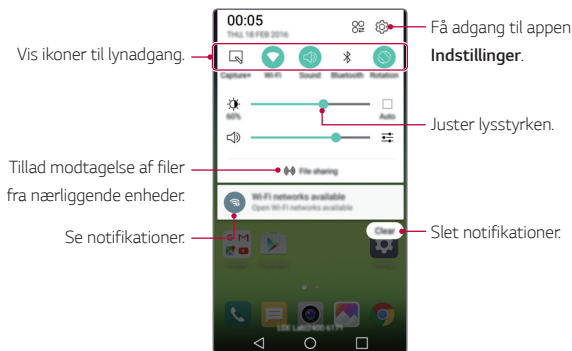 00:05
THU, 18 FEB 2016
Få adgang til appen
Indstillinger.
Vis ikoner til lynadgang.
Capture+ Wi-Fi Sound Bluetooth Rotation
60%
Auto
Juster lysstyrken.
File sharing
Tillad modtagelse af filer
fra nærliggende enheder.
Wi-Fi networks available
Open Wi-Fi networks available
Se notifikationer.
Clear
Slet notifikationer.